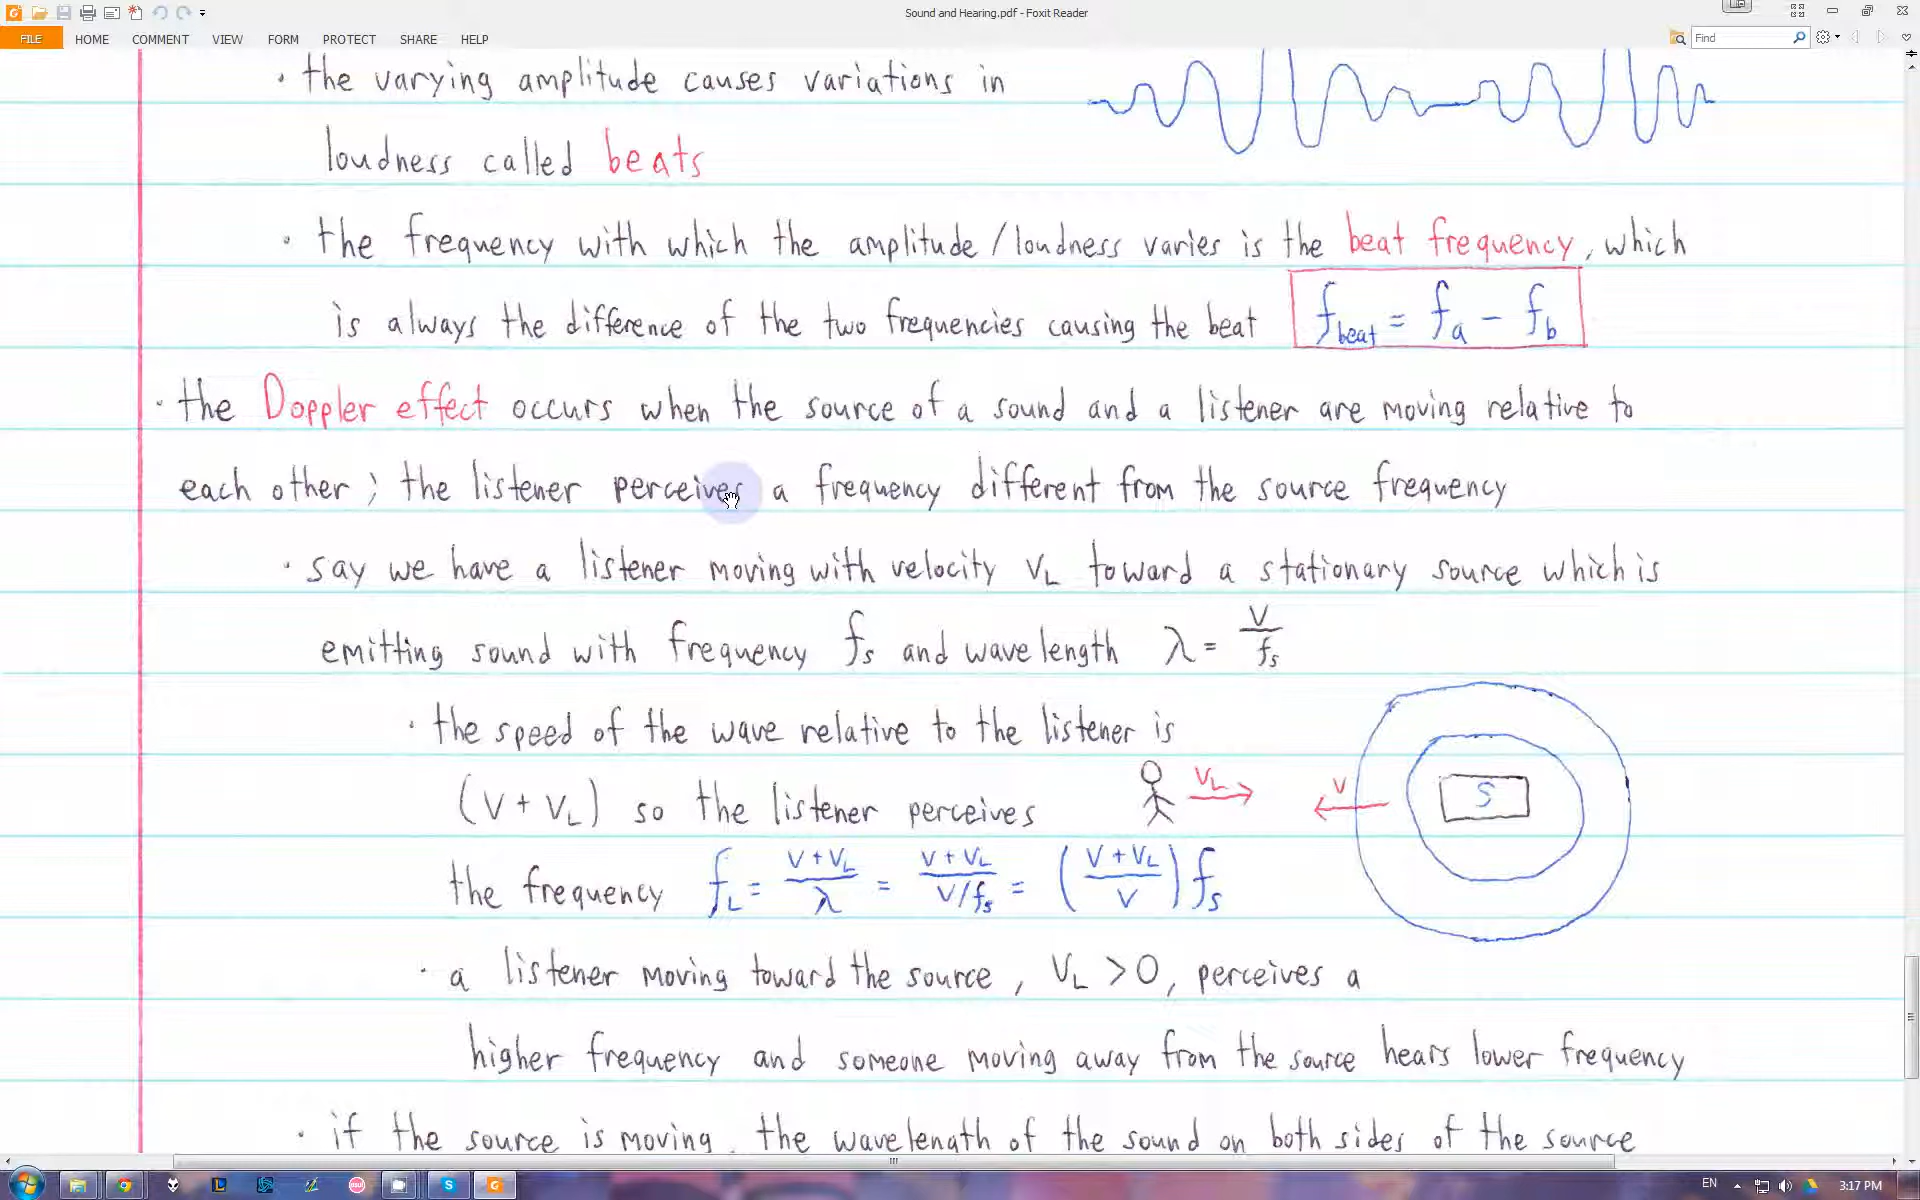 Sound and Hearing.pdf - Foxit Reader
FILE HOME COMMENT VIEW FORM PROTECT SHARE HELP
Find
• the varying amplitude causes variations in
loudness called beats
• the frequency with which the amplitude/loudness varies is the beat frequency, which
is always the difference of the two frequencies causing the beat f_beat = f_a - f_b
• the Doppler effect occurs when the source of a sound and a listener are moving relative to
each other; the listener perceives a frequency different from the source frequency
• say we have a listener moving with velocity V_L toward a stationary source which is
emitting sound with frequency f_s and wavelength λ = V/f_s
• the speed of the wave relative to the listener is
(V + V_L) so the listener perceives
V_L V S
the frequency f_L = (V + V_L)/λ = (V + V_L)/(V/f_s) = ((V + V_L)/V) f_s
• a listener moving toward the source, V_L > 0, perceives a
higher frequency and someone moving away from the source hears lower frequency
• if the source is moving, the wavelength of the sound on both sides of the source
EN 3:17 PM